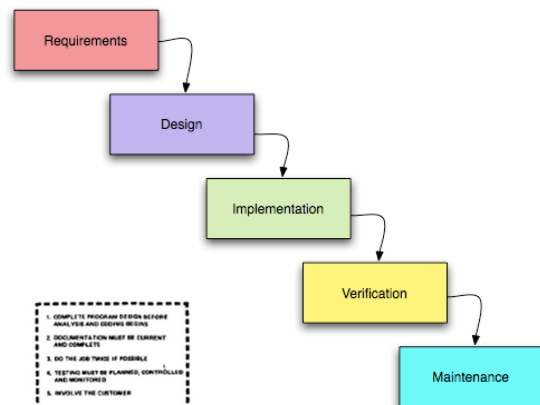 Requirements
Design
Implementation
Verification
Maintenance
1. COMPLETE PROGRAM DESIGN BEFORE
ANALYSIS AND CODING BEGINS
2. DOCUMENTATION MUST BE CURRENT
AND COMPLETE
3. DO THE JOB TWICE IF POSSIBLE
4. TESTING MUST BE PLANNED, CONTROLLED
AND MONITORED
5. INVOLVE THE CUSTOMER